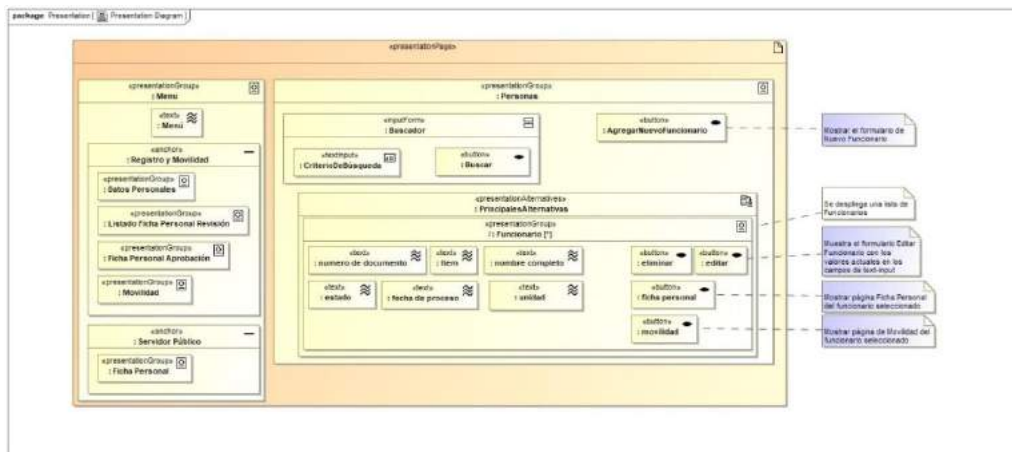 package Presentation [ Presentation Diagram ]
«presentationPage»
«presentationGroup»
: Menu
«text»
: Menú
«anchor»
: Registro y Movilidad
«presentationGroup»
: Datos Personales
«presentationGroup»
: Listado Ficha Personal Revisión
«presentationGroup»
: Ficha Personal Aprobación
«presentationGroup»
: Movilidad
«anchor»
: Servidor Público
«presentationGroup»
: Ficha Personal
«presentationGroup»
: Personas
«inputForm»
: Buscador
«textInput»
: CriterioDeBúsqueda
«button»
: Buscar
«button»
: AgregarNuevoFuncionario
«presentationAlternatives»
: PrincipalesAlternativas
«presentationGroup»
: Funcionario [*]
«text»
: numero de documento
«text»
: item
«text»
: nombre completo
«button»
: eliminar
«button»
: editar
«text»
: estado
«text»
: fecha de proceso
«text»
: unidad
«button»
: ficha personal
«button»
: movilidad
Mostrar el formulario de
Nuevo Funcionario
Se despliega una lista de
Funcionarios
Muestra el formulario Editar
Funcionario con los
valores actuales en los
campos de text-input
Mostrar página Ficha Personal
del funcionario seleccionado
Mostrar página de Movilidad del
funcionario seleccionado